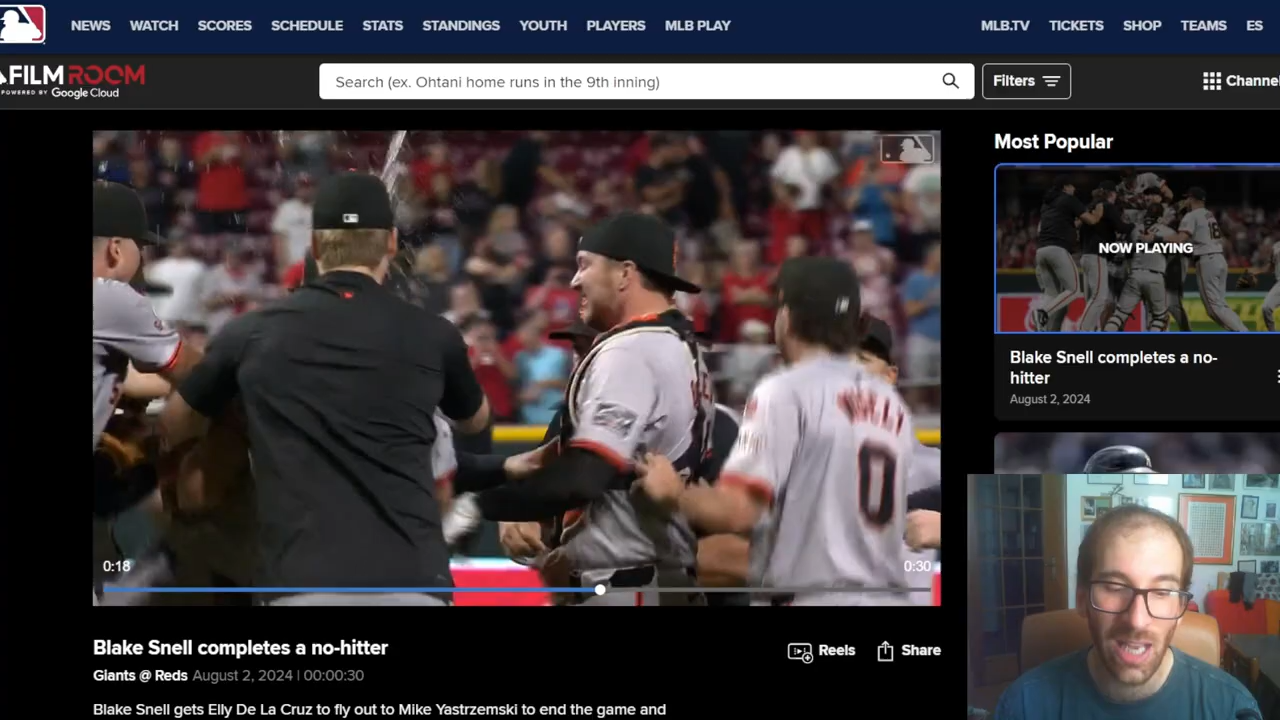 NEWS WATCH SCORES SCHEDULE STATS STANDINGS YOUTH PLAYERS MLB PLAY MLB.TV TICKETS SHOP TEAMS ES
FILM ROOM
POWERED BY Google Cloud
Search (ex. Ohtani home runs in the 9th inning)
Filters
Channel
Most Popular
NOW PLAYING
Blake Snell completes a no-
hitter
August 2, 2024
0
0:18
0:30
Blake Snell completes a no-hitter
Reels
Share
Giants @ Reds August 2, 2024 | 00:00:30
Blake Snell gets Elly De La Cruz to fly out to Mike Yastrzemski to end the game and